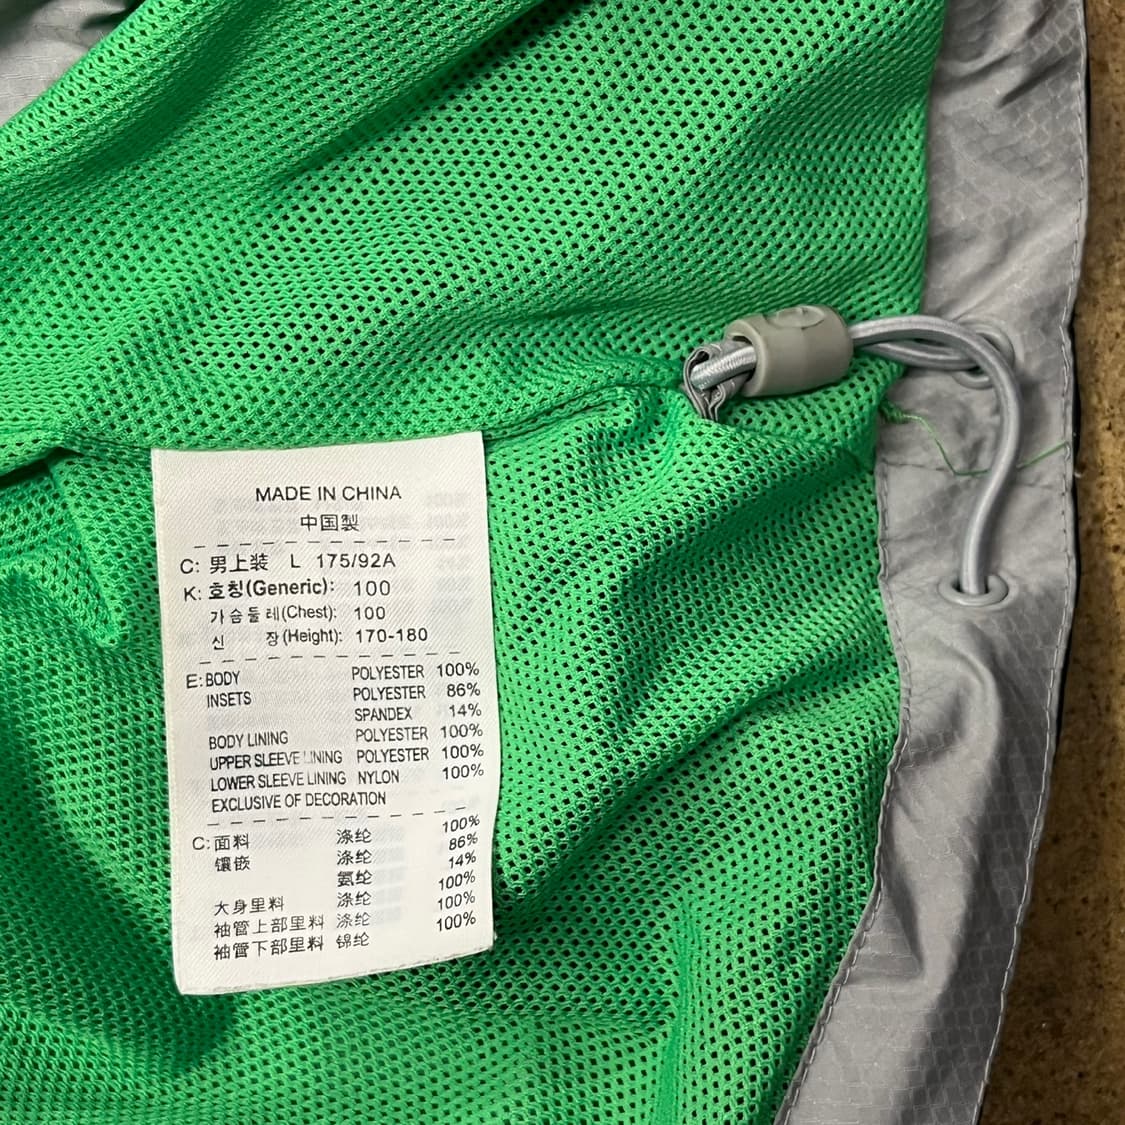 MADE IN CHINA
中国製
C: 男上装 L 175/92A
K: 호칭(Generic): 100
가슴둘레(Chest): 100
신 장(Height): 170-180
E: BODY POLYESTER 100%
INSETS POLYESTER 86%
SPANDEX 14%
BODY LINING POLYESTER 100%
UPPER SLEEVE LINING POLYESTER 100%
LOWER SLEEVE LINING NYLON 100%
EXCLUSIVE OF DECORATION
C: 面料 涤纶 100%
镶嵌 涤纶 86%
氨纶 14%
大身里料 涤纶 100%
袖管上部里料 涤纶 100%
袖管下部里料 锦纶 100%